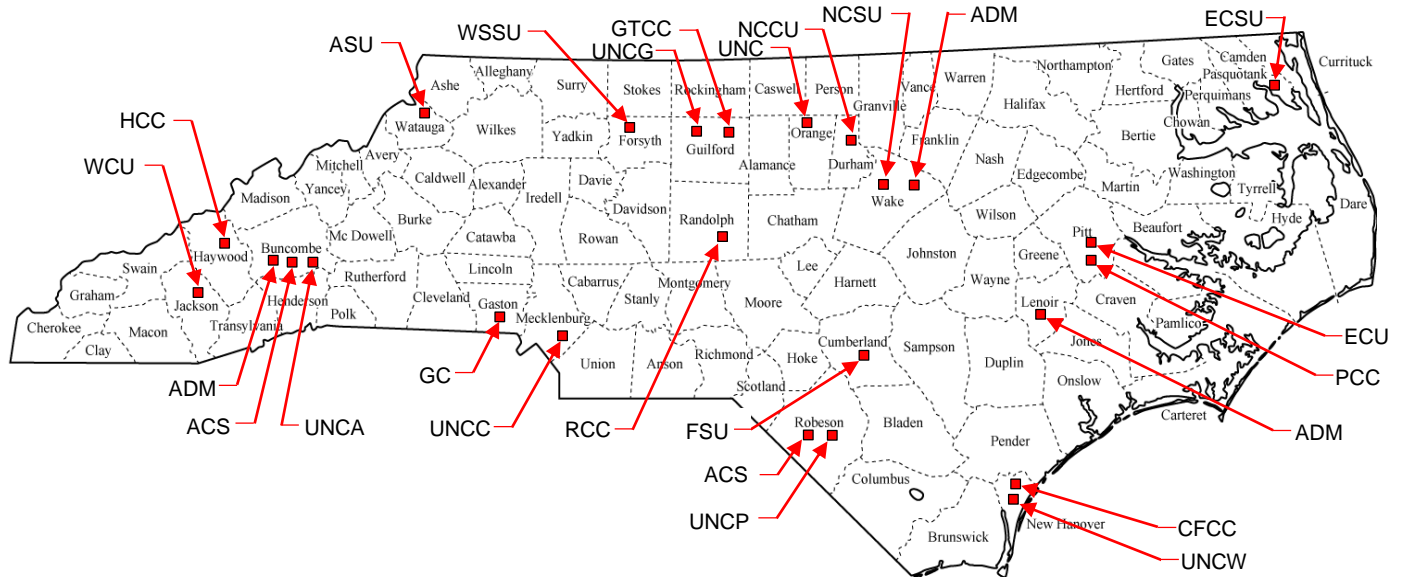 NCSU
ADM
ECSU
GTCC
NCCU
WSSU
UNCG
UNC
ASU
HCC
WCU
Currituck
Camden
Gates
Pasquotank
Northampton
Hertford
Perquimans
Chowan
Alleghany
Ashe
Surry
Stokes
Rockingham
Caswell
Person
Vance
Warren
Granville
Halifax
Watauga
Wilkes
Yadkin
Forsyth
Guilford
Orange
Franklin
Bertie
Durham
Alamance
Nash
Edgecombe
Martin
Washington
Tyrrell
Dare
Mitchell
Avery
Yancey
Madison
Caldwell
Alexander
Davie
Iredell
Davidson
Wake
Wilson
Hyde
Randolph
Chatham
Pitt
Beaufort
Burke
Mc Dowell
Catawba
Rowan
Haywood
Buncombe
Swain
Rutherford
Lincoln
Lee
Johnston
Greene
Wayne
Harnett
Cabarrus
Stanly
Montgomery
Moore
Graham
Jackson
Henderson
Cleveland
Gaston
Lenoir
Craven
Cherokee
Macon
Transylvania
Polk
Mecklenburg
Pamlico
Clay
Union
Anson
Richmond
Hoke
Cumberland
Sampson
Duplin
Jones
Scotland
Onslow
Carteret
ECU
PCC
ADM
GC
ADM
ACS
UNCA
UNCC
RCC
FSU
Robeson
Bladen
Pender
ACS
UNCP
Columbus
Brunswick
New Hanover
CFCC
UNCW